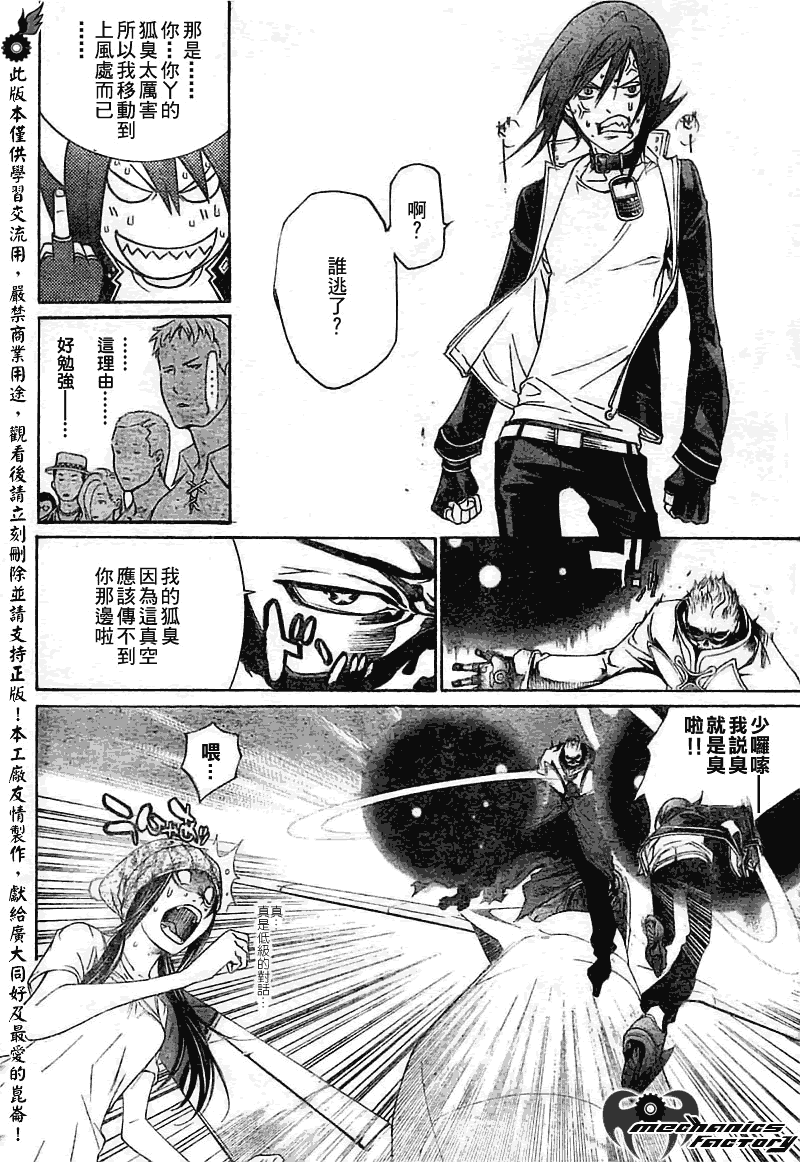 啊?
誰逃了?
那是……
你…你丫的
狐臭太厲害
所以我移動到
上風處而已
……
……
……
這理由……
好勉強——
我的狐臭
因為這真空
應該傳不到
你那邊啦
少囉嗦——
我說臭
就是臭
啦!!
喂…
真…
真是低級的對話…
此版本僅供學習交流用，嚴禁商業用途，觀看後請立刻刪除並請支持正版！本工廠友情製作，獻給廣大同好及最愛的崑崙！
mechanics
Factory